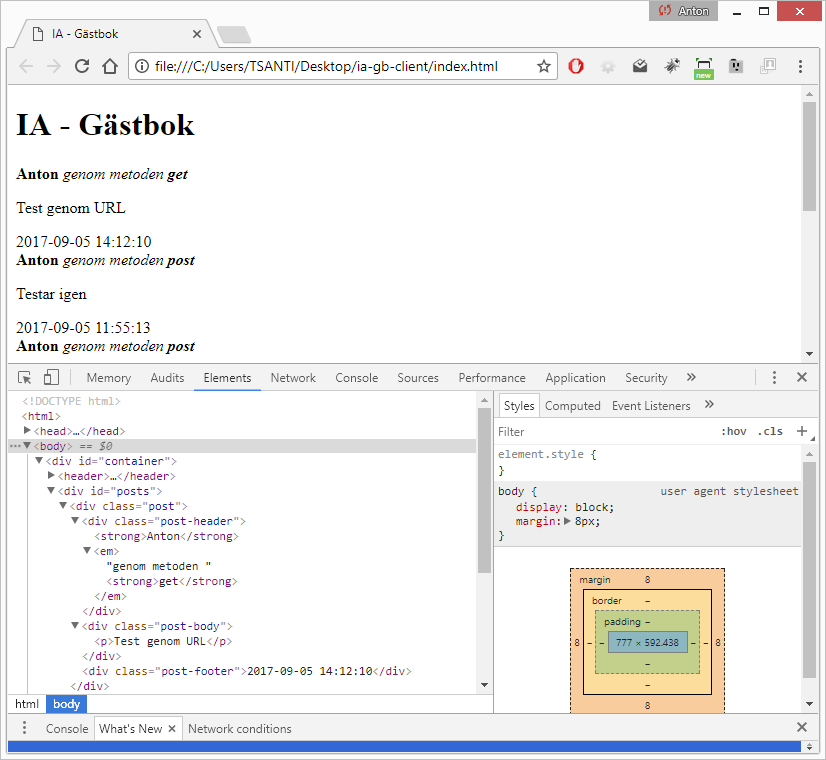 Anton
IA - Gästbok
file:///C:/Users/TSANTI/Desktop/ia-gb-client/index.html
new
IA - Gästbok
Anton genom metoden get
Test genom URL
2017-09-05 14:12:10
Anton genom metoden post
Testar igen
2017-09-05 11:55:13
Anton genom metoden post
Memory Audits Elements Network Console Sources Performance Application Security »
<!DOCTYPE html>
<html>
<head>…</head>
<body> == $0
<div id="container">
<header>…</header>
<div id="posts">
<div class="post">
<div class="post-header">
<strong>Anton</strong>
<em>
"genom metoden "
<strong>get</strong>
</em>
</div>
<div class="post-body">
<p>Test genom URL</p>
</div>
<div class="post-footer">2017-09-05 14:12:10</div>
</div>
html body
Styles Computed Event Listeners »
Filter :hov .cls +
element.style {
}
body { user agent stylesheet
display: block;
margin: 8px;
}
margin 8
border –
padding –
8 – – 777 × 592.438 – – 8
–
–
8
Console What's New × Network conditions